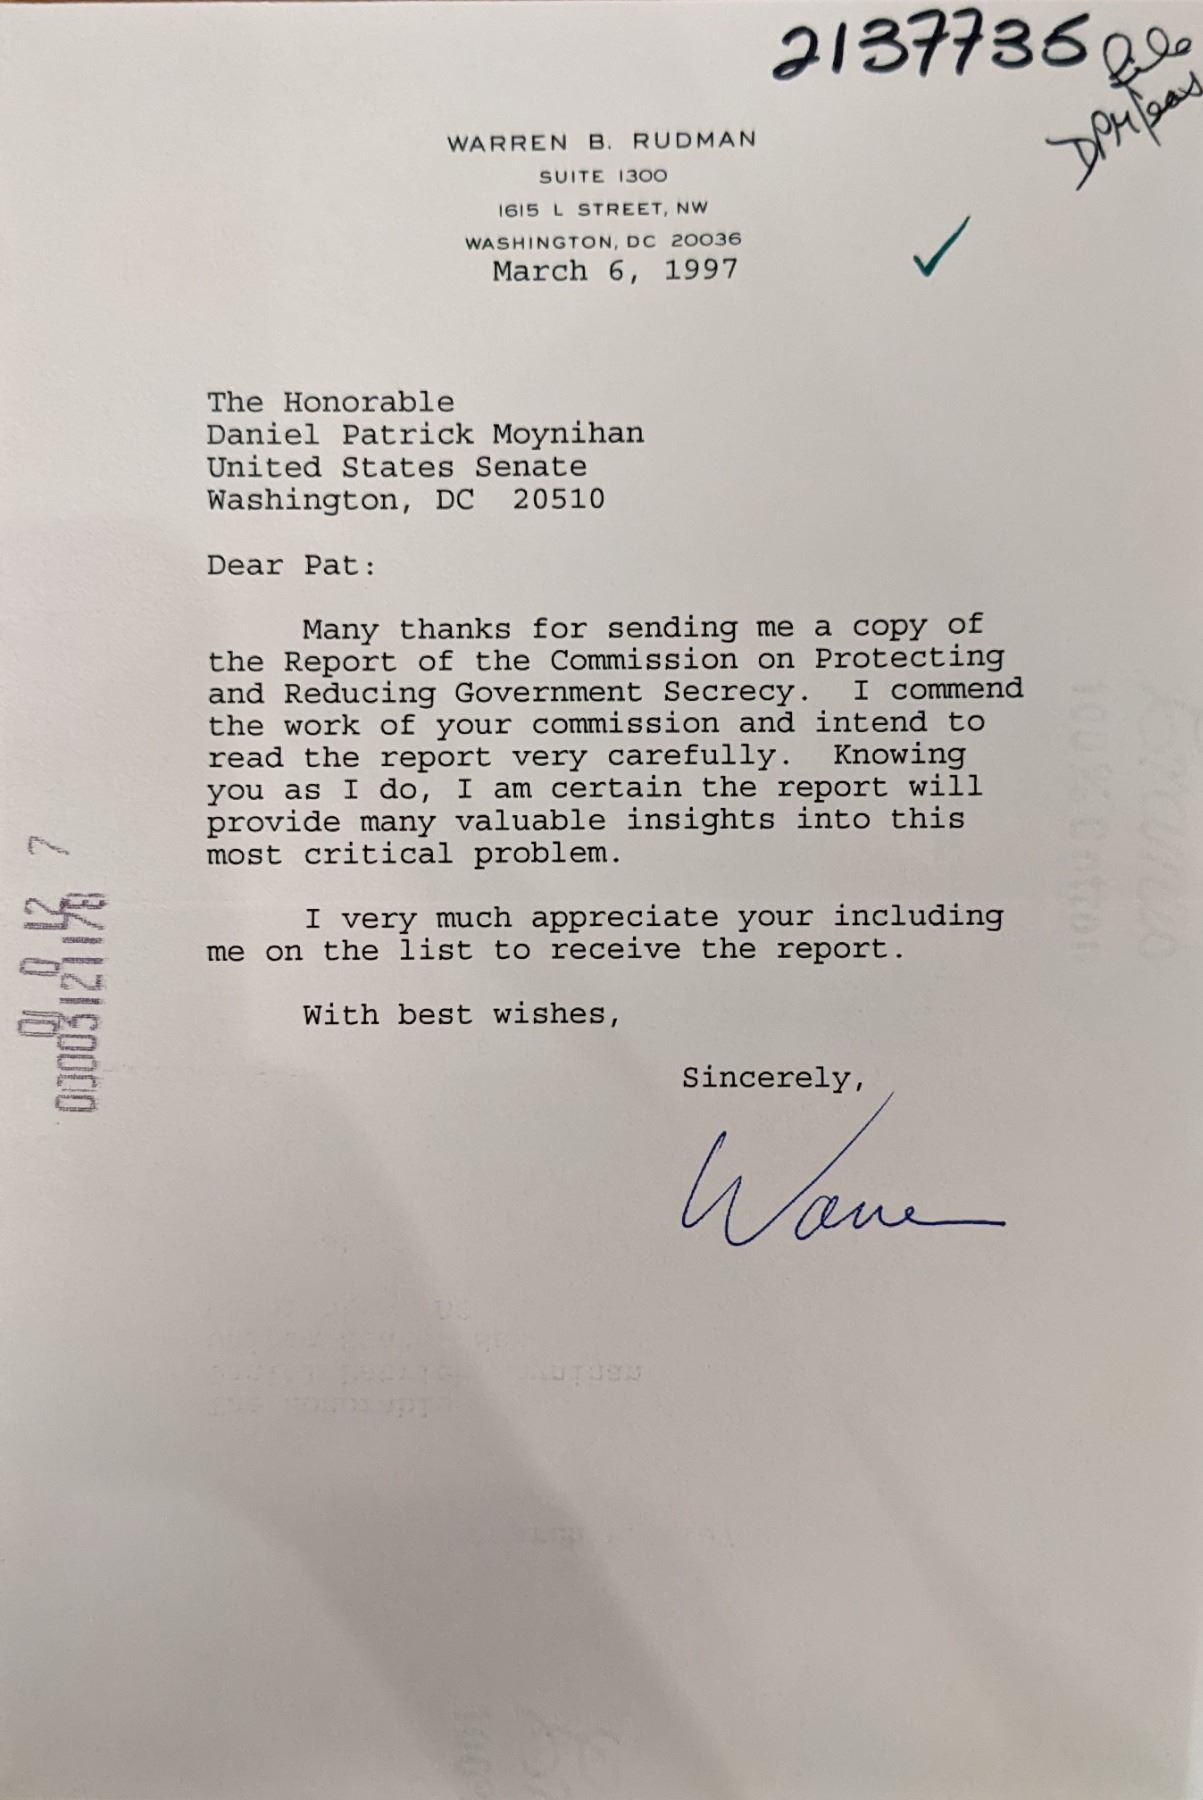 2137735 file
DPM/eas
WARREN B. RUDMAN
SUITE 1300
1615 L STREET, NW
WASHINGTON, DC 20036
March 6, 1997
The Honorable
Daniel Patrick Moynihan
United States Senate
Washington, DC  20510
Dear Pat:
Many thanks for sending me a copy of
the Report of the Commission on Protecting
and Reducing Government Secrecy.  I commend
the work of your commission and intend to
read the report very carefully.  Knowing
you as I do, I am certain the report will
provide many valuable insights into this
most critical problem.
I very much appreciate your including
me on the list to receive the report.
With best wishes,
Sincerely,
Warren